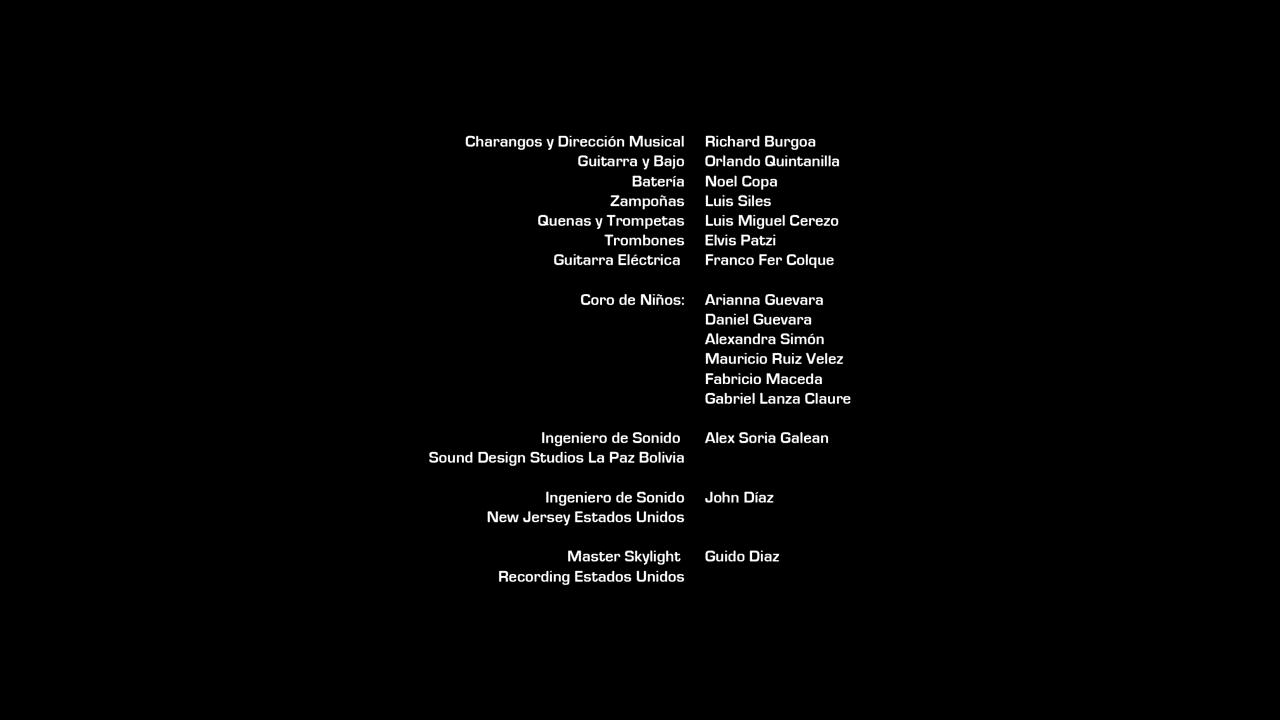 Charangos y Dirección Musical Richard Burgoa
Guitarra y Bajo Orlando Quintanilla
Batería Noel Copa
Zampoñas Luis Siles
Quenas y Trompetas Luis Miguel Cerezo
Trombones Elvis Patzi
Guitarra Eléctrica Franco Fer Colque
Coro de Niños: Arianna Guevara
Daniel Guevara
Alexandra Simón
Mauricio Ruiz Velez
Fabricio Maceda
Gabriel Lanza Claure
Ingeniero de Sonido Alex Soria Galean
Sound Design Studios La Paz Bolivia
Ingeniero de Sonido John Díaz
New Jersey Estados Unidos
Master Skylight Guido Diaz
Recording Estados Unidos